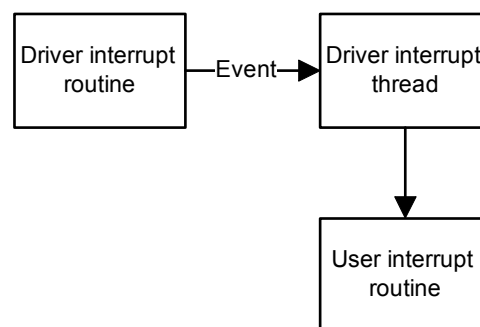 Driver interrupt
routine
Event
Driver interrupt
thread
User interrupt
routine